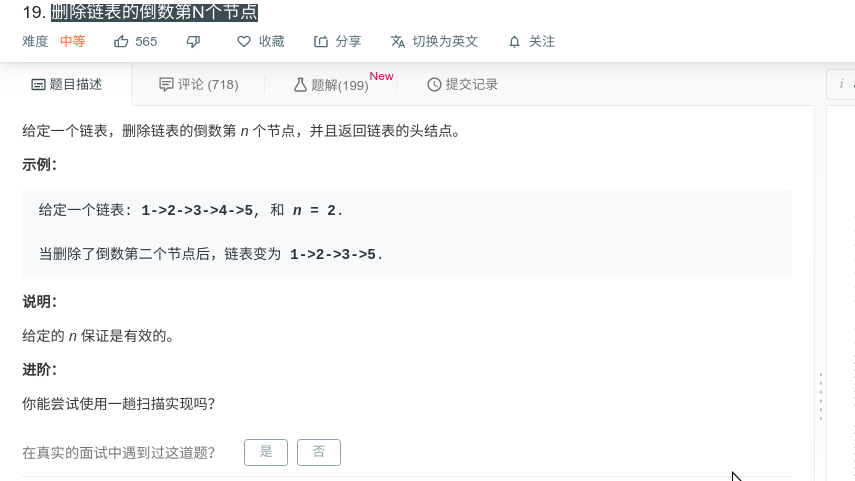 19. 删除链表的倒数第N个节点
难度 中等 565 收藏 分享 切换为英文 关注
题目描述 评论 (718) 题解(199) New 提交记录 i
给定一个链表，删除链表的倒数第 n 个节点，并且返回链表的头结点。
示例：
给定一个链表: 1->2->3->4->5, 和 n = 2.
当删除了倒数第二个节点后，链表变为 1->2->3->5.
说明：
给定的 n 保证是有效的。
进阶：
你能尝试使用一趟扫描实现吗？
在真实的面试中遇到过这道题？ 是 否